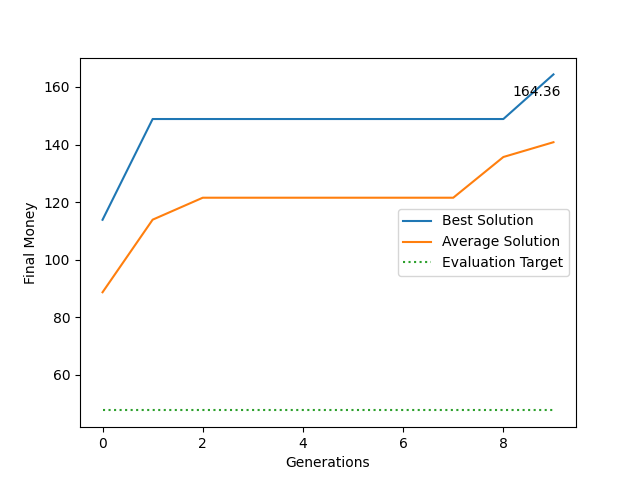 160
140
120
100
80
60
Final Money
164.36
Best Solution
Average Solution
Evaluation Target
0 2 4 6 8
Generations